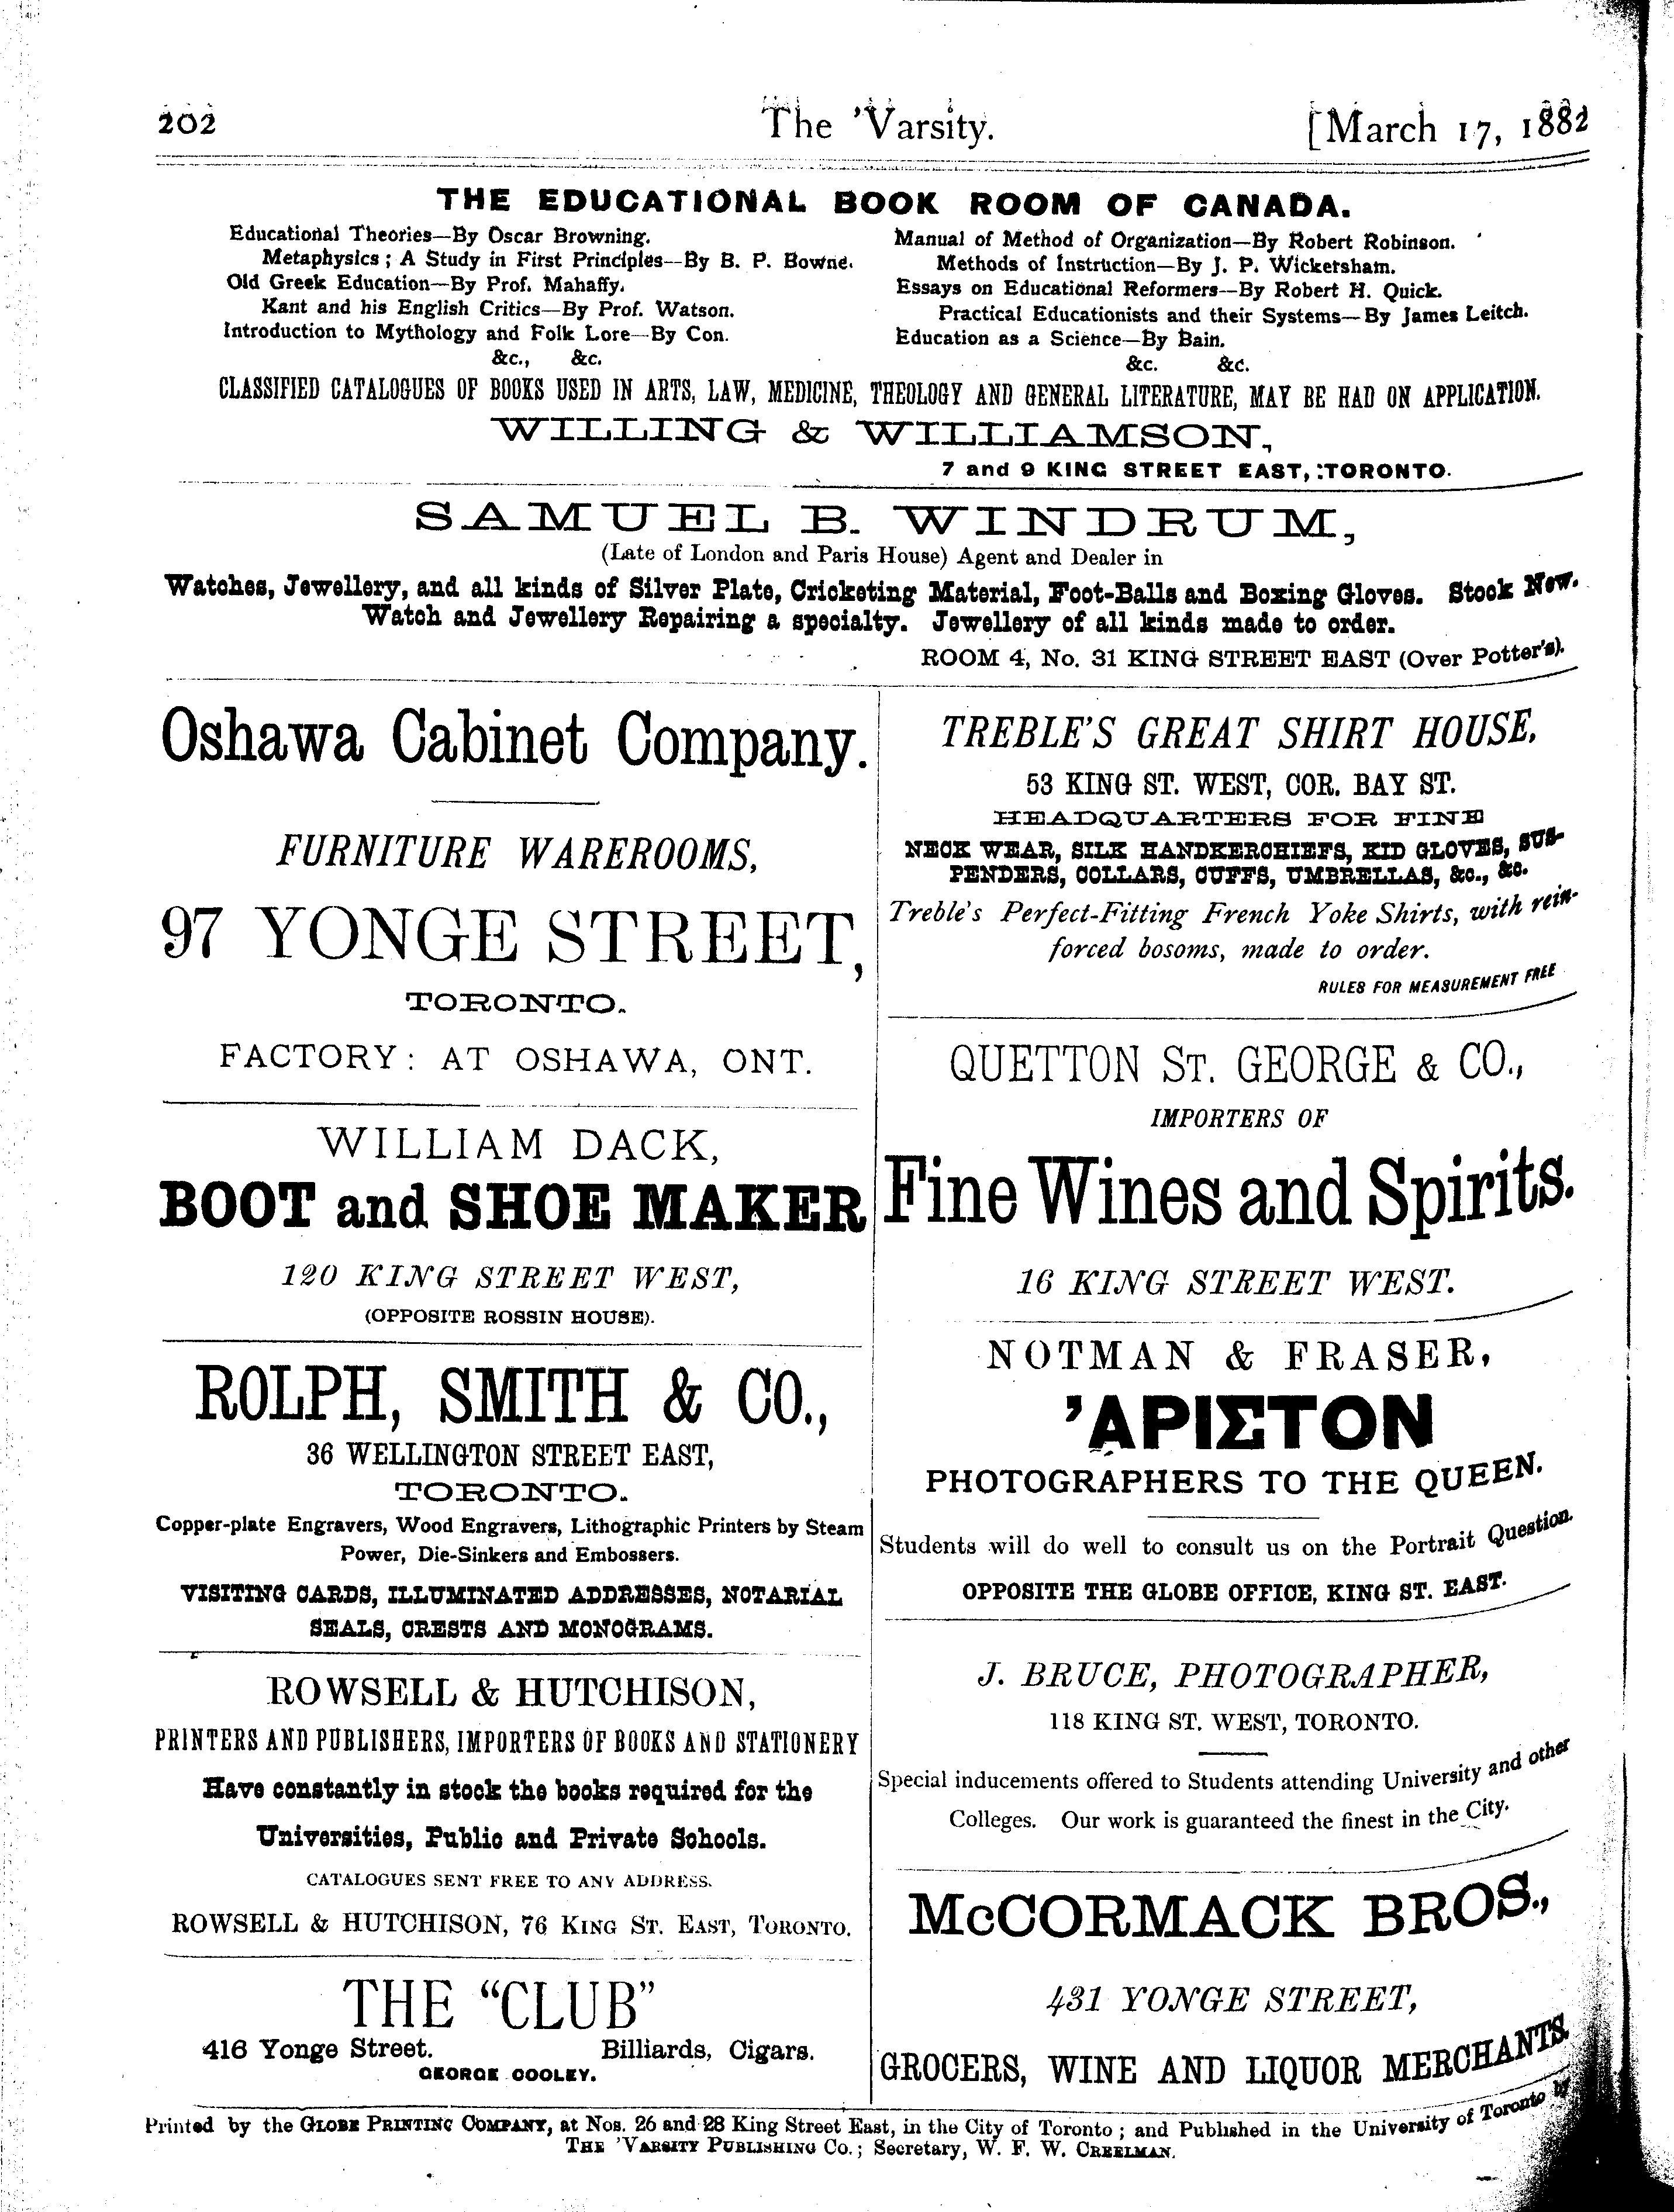 202
The 'Varsity.
[March 17, 1882
THE EDUCATIONAL BOOK ROOM OF CANADA.
Educational Theories—By Oscar Browning.
Metaphysics ; A Study in First Principles—By B. P. Bowne.
Old Greek Education—By Prof. Mahaffy.
Kant and his English Critics—By Prof. Watson.
Introduction to Mythology and Folk Lore—By Con.
&c., &c.
Manual of Method of Organization—By Robert Robinson.
Methods of Instruction—By J. P. Wickersham.
Essays on Educational Reformers—By Robert H. Quick.
Practical Educationists and their Systems—By James Leitch.
Education as a Science—By Bain.
&c. &c.
CLASSIFIED CATALOGUES OF BOOKS USED IN ARTS, LAW, MEDICINE, THEOLOGY AND GENERAL LITERATURE, MAY BE HAD ON APPLICATION.
WILLING & WILLIAMSON,
7 and 9 KING STREET EAST, :TORONTO.
SAMUEL B. WINDRUM,
(Late of London and Paris House) Agent and Dealer in
Watches, Jewellery, and all kinds of Silver Plate, Cricketing Material, Foot-Balls and Boxing Gloves. Stock New.
Watch and Jewellery Repairing a specialty. Jewellery of all kinds made to order.
ROOM 4, No. 31 KING STREET EAST (Over Potter's).
Oshawa Cabinet Company.
FURNITURE WAREROOMS,
97 YONGE STREET,
TORONTO.
FACTORY: AT OSHAWA, ONT.
WILLIAM DACK,
BOOT and SHOE MAKER
120 KING STREET WEST,
(OPPOSITE ROSSIN HOUSE).
ROLPH, SMITH & CO.,
36 WELLINGTON STREET EAST,
TORONTO.
Copper-plate Engravers, Wood Engravers, Lithographic Printers by Steam
Power, Die-Sinkers and Embossers.
VISITING CARDS, ILLUMINATED ADDRESSES, NOTARIAL
SEALS, CRESTS AND MONOGRAMS.
ROWSELL & HUTCHISON,
PRINTERS AND PUBLISHERS, IMPORTERS OF BOOKS AND STATIONERY
Have constantly in stock the books required for the
Universities, Public and Private Schools.
CATALOGUES SENT FREE TO ANY ADDRESS.
ROWSELL & HUTCHISON, 76 KING ST. EAST, TORONTO.
THE "CLUB"
416 Yonge Street. Billiards, Cigars.
GEORGE COOLEY.
TREBLE'S GREAT SHIRT HOUSE,
53 KING ST. WEST, COR. BAY ST.
HEADQUARTERS FOR FINE
NECK WEAR, SILK HANDKERCHIEFS, KID GLOVES, SUS-
PENDERS, COLLARS, CUFFS, UMBRELLAS, &c., &c.
Treble's Perfect-Fitting French Yoke Shirts, with rein-
forced bosoms, made to order.
RULES FOR MEASUREMENT FREE
QUETTON ST. GEORGE & CO.,
IMPORTERS OF
Fine Wines and Spirits.
16 KING STREET WEST.
NOTMAN & FRASER,
’ΑΡΙΣΤΟΝ
PHOTOGRAPHERS TO THE QUEEN.
Students will do well to consult us on the Portrait Question.
OPPOSITE THE GLOBE OFFICE, KING ST. EAST.
J. BRUCE, PHOTOGRAPHER,
118 KING ST. WEST, TORONTO.
Special inducements offered to Students attending University and other
Colleges. Our work is guaranteed the finest in the City.
McCORMACK BROS.,
431 YONGE STREET,
GROCERS, WINE AND LIQUOR MERCHANTS.
Printed by the GLOBE PRINTING COMPANY, at Nos. 26 and 28 King Street East, in the City of Toronto ; and Published in the University of Toronto by
THE 'VARSITY PUBLISHING CO. ; Secretary, W. F. W. CREELMAN.